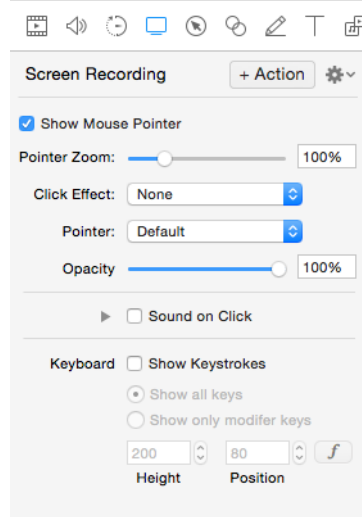 Screen Recording + Action
Show Mouse Pointer
Pointer Zoom: 100%
Click Effect: None
Pointer: Default
Opacity 100%
Sound on Click
Keyboard Show Keystrokes
Show all keys
Show only modifer keys
200 80 f
Height Position